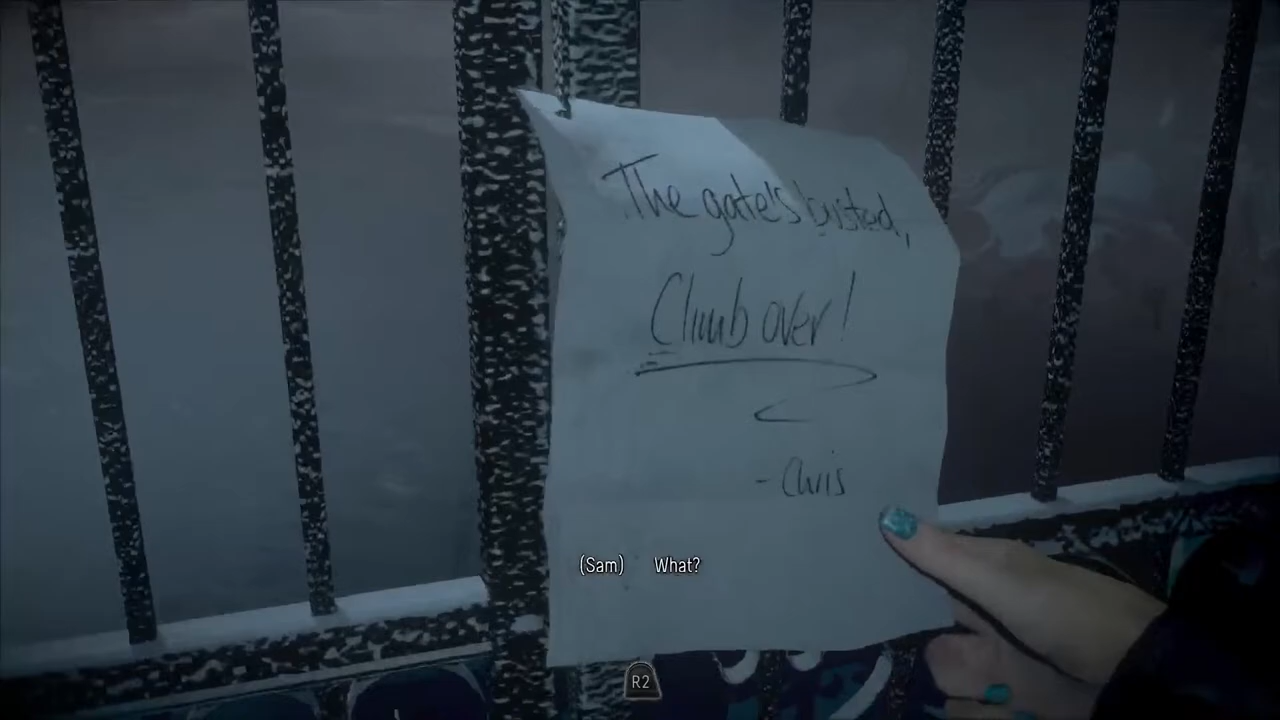 The gate's busted,
Climb over!
- Chris
(Sam) What?
R2